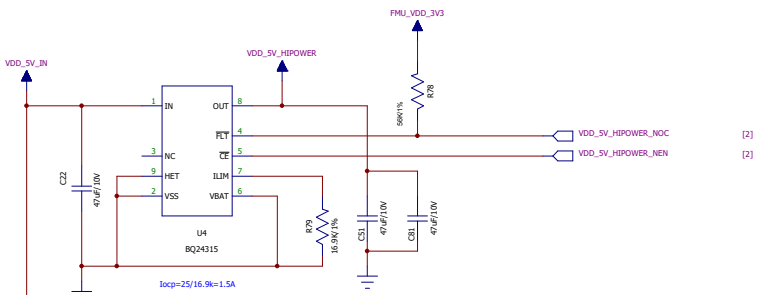 FMU_VDD_3V3
VDD_5V_IN
VDD_5V_HIPOWER
R78
56K/1%
1 IN OUT 8
FLT 4
VDD_5V_HIPOWER_NOC [2]
3 NC CE 5
VDD_5V_HIPOWER_NEN [2]
9 HET ILIM 7
2 VSS VBAT 6
C22
47uF/10V
R79
16.9K/1%
C51
47uF/10V
C81
47uF/10V
U4
BQ24315
Iocp=25/16.9k=1.5A